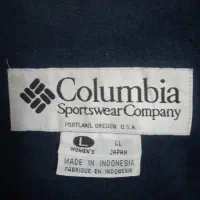 Columbia
Sportswear Company
PORTLAND, OREGON U.S.A.
L LL
WOMEN'S JAPAN
MADE IN INDONESIA
FABRIQUE EN INDONESIE